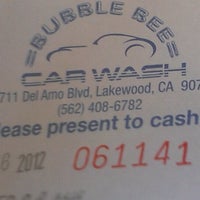 =BUBBLE BEE=
CAR WASH
711 Del Amo Blvd, Lakewood, CA 907
(562) 408-6782
lease present to cash
6 2012 061141